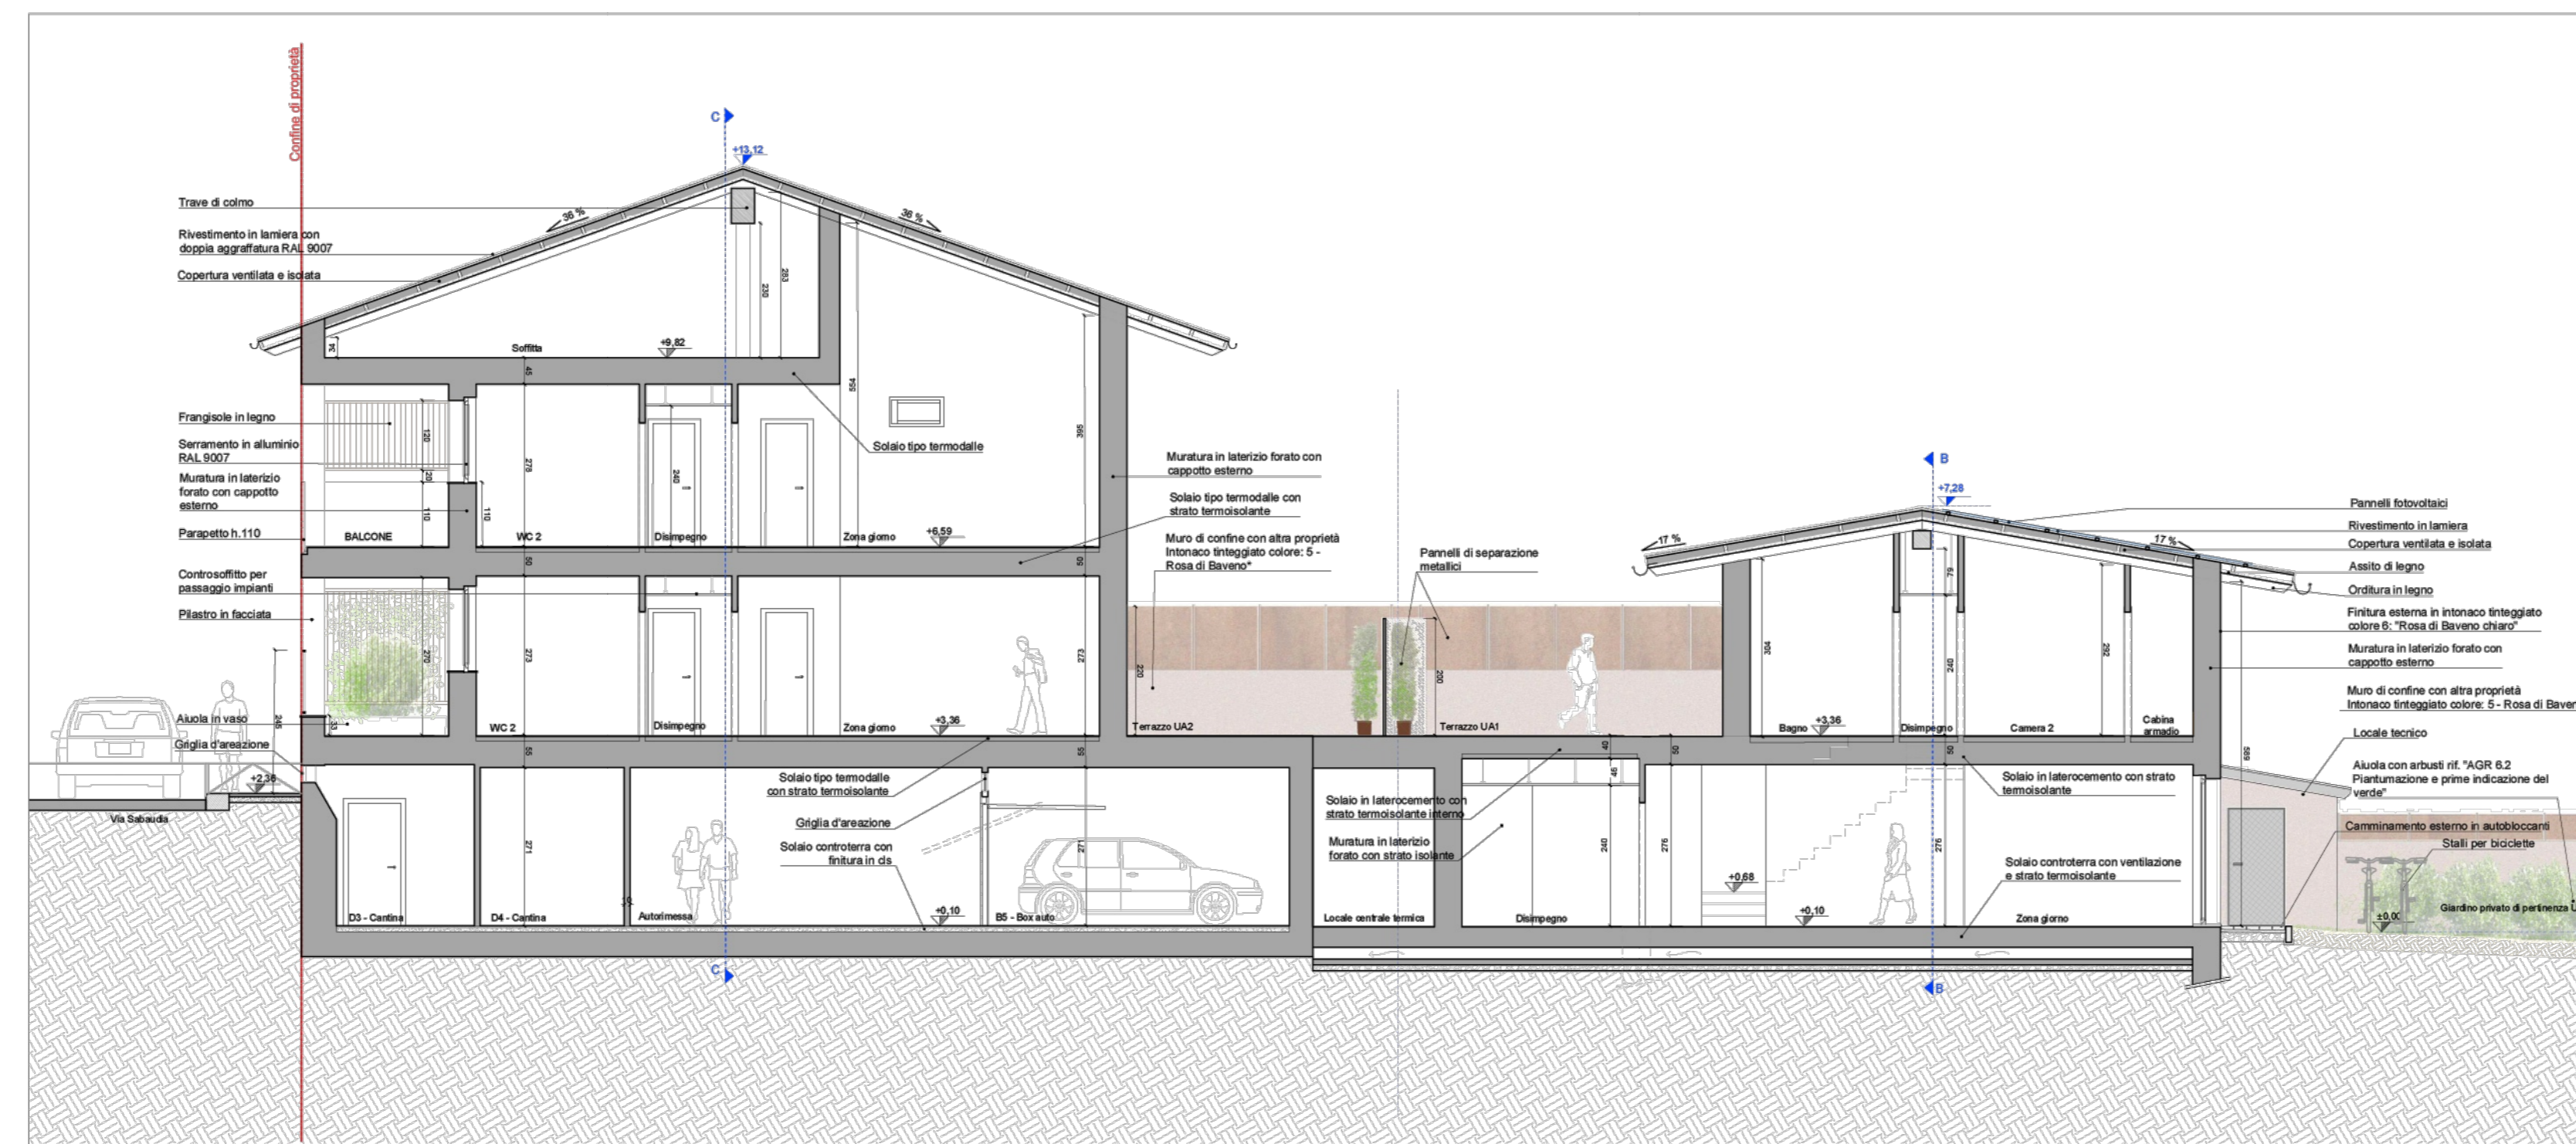 Confine di proprietà
C
+13,12
Trave di colmo
36 %
36 %
Rivestimento in lamiera con
doppia aggraffatura RAL 9007
Copertura ventilata e isolata
283
230
34
Soffitta
+9,82
45
554
395
Frangisole in legno
Serramento in alluminio
RAL 9007
Muratura in laterizio
forato con cappotto
esterno
Parapetto h.110
120
20
110
110
278
240
BALCONE
WC 2
Disimpegno
Zona giorno
+6,59
Solaio tipo termodalle
50
50
Controsoffitto per
passaggio impianti
Pilastro in facciata
270
273
273
Aiuola in vaso
Griglia d'areazione
245
33
+2,36
Via Sabaudia
WC 2
Disimpegno
Zona giorno
+3,36
55
55
Solaio tipo termodalle
con strato termoisolante
Griglia d'areazione
Solaio controterra con
finitura in cls
271
271
D3 - Cantina
D4 - Cantina
Autorimessa
+0,10
B5 - Box auto
C
Muratura in laterizio forato con
cappotto esterno
Solaio tipo termodalle con
strato termoisolante
Muro di confine con altra proprietà
Intonaco tinteggiato colore: 5 -
Rosa di Baveno*
Pannelli di separazione
metallici
220
200
Terrazzo UA2
Terrazzo UA1
40
50
46
Solaio in laterocemento con
strato termoisolante interno
Muratura in laterizio
forato con strato isolante
240
276
Locale centrale termica
Disimpegno
+0,68
+0,10
B
+7,28
17 %
17 %
304
79
240
292
Bagno
+3,36
Disimpegno
Camera 2
Cabina
armadio
50
Solaio in laterocemento con strato
termoisolante
276
Solaio controterra con ventilazione
e strato termoisolante
Zona giorno
B
589
Pannelli fotovoltaici
Rivestimento in lamiera
Copertura ventilata e isolata
Assito di legno
Orditura in legno
Finitura esterna in intonaco tinteggiato
colore 6: "Rosa di Baveno chiaro"
Muratura in laterizio forato con
cappotto esterno
Muro di confine con altra proprietà
Intonaco tinteggiato colore: 5 - Rosa di Baven
Locale tecnico
Aiuola con arbusti rif. "AGR 6.2
Piantumazione e prime indicazione del
verde"
Camminamento esterno in autobloccanti
Stalli per biciclette
Giardino privato di pertinenza U
±0,00